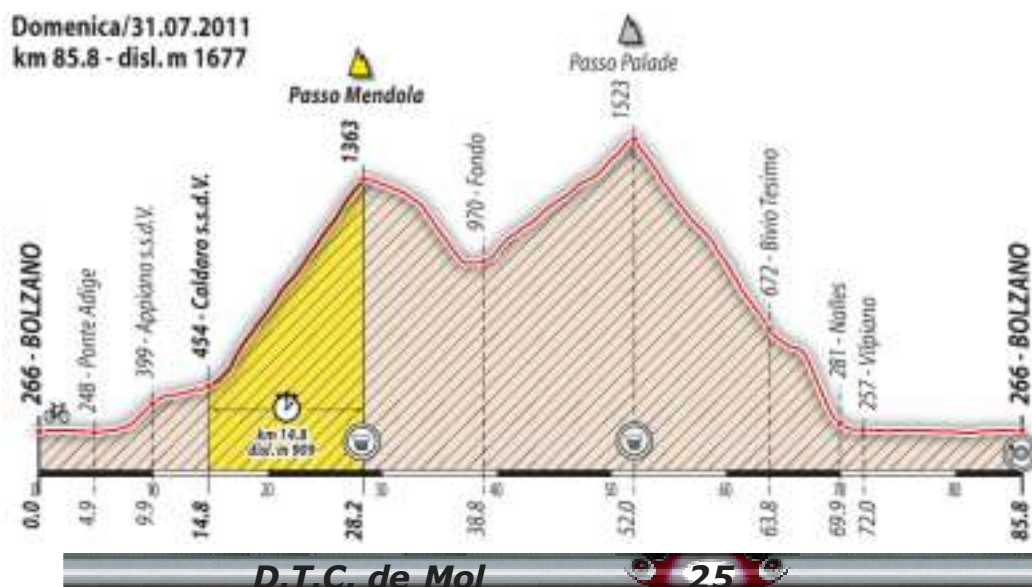 Domenica/31.07.2011
km 85.8 - disl. m 1677
Passo Mendola
1363
Passo Palade
1523
266 - BOLZANO
248 - Ponte Adige
399 - Appiano s.s.d.V.
454 - Caldaro s.s.d.V.
970 - Fondo
672 - Bivio Tesimo
281 - Nalles
257 - Vilpiano
266 - BOLZANO
km 14.8
disl. m 909
10
20
30
40
50
60
70
80
0.0
4.9
9.9
14.8
28.2
38.8
52.0
63.8
69.9
72.0
85.8
D.T.C. de Mol
25